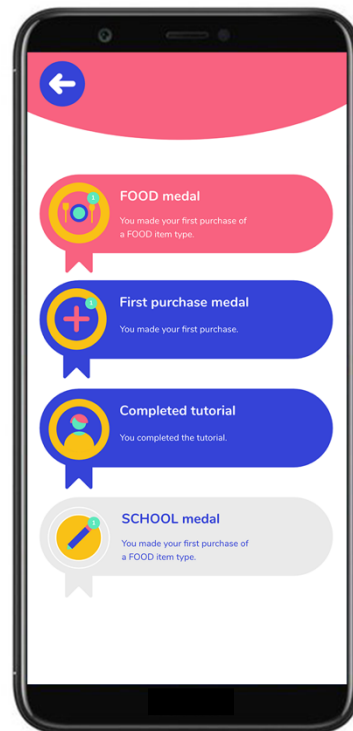 FOOD medal
You made your first purchase of
a FOOD item type.
First purchase medal
You made your first purchase.
Completed tutorial
You completed the tutorial.
SCHOOL medal
You made your first purchase of
a FOOD item type.